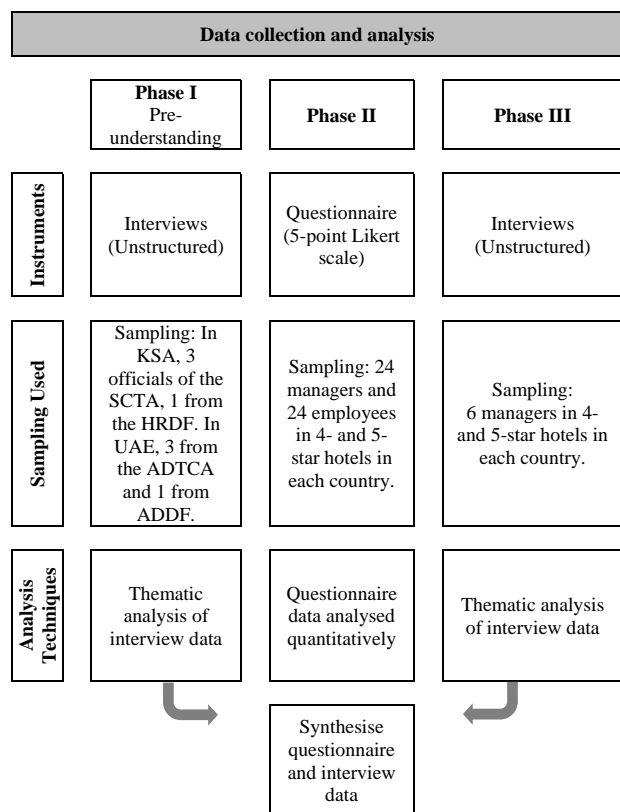 Data collection and analysis
Phase I
Pre-
understanding
Phase II
Phase III
Instruments
Interviews
(Unstructured)
Questionnaire
(5-point Likert
scale)
Interviews
(Unstructured)
Sampling Used
Sampling: In
KSA, 3
officials of the
SCTA, 1 from
the HRDF. In
UAE, 3 from
the ADTCA
and 1 from
ADDF.
Sampling: 24
managers and
24 employees
in 4- and 5-
star hotels in
each country.
Sampling:
6 managers in 4-
and 5-star hotels in
each country.
Analysis
Techniques
Thematic
analysis of
interview data
Questionnaire
data analysed
quantitatively
Thematic analysis
of interview data
Synthesise
questionnaire
and interview
data